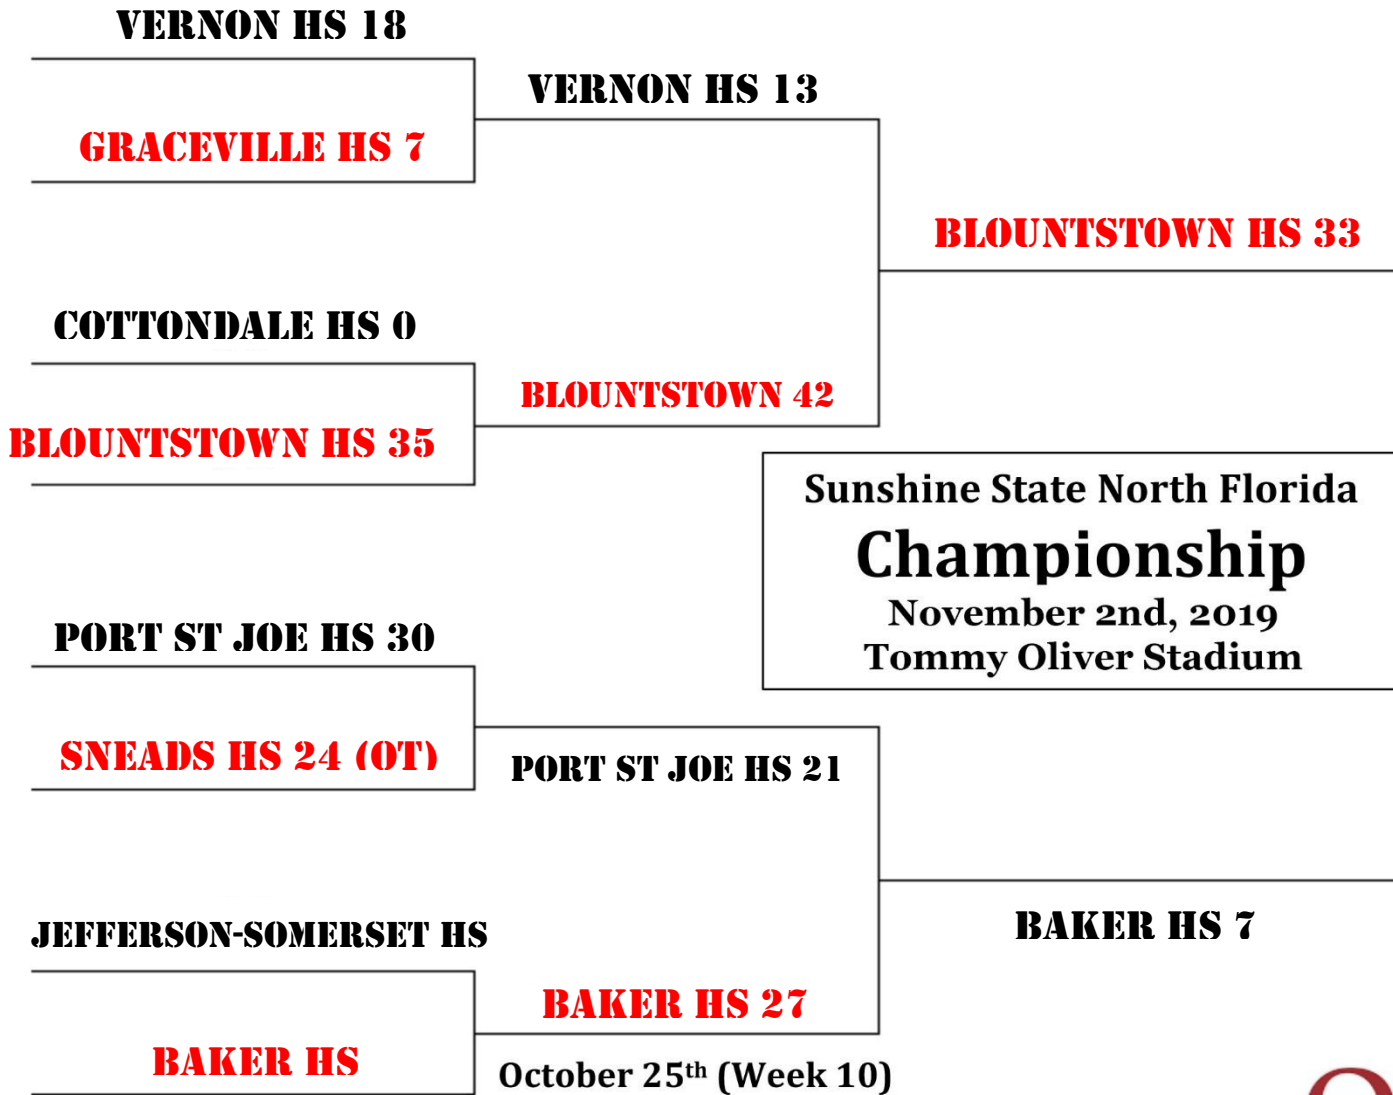 VERNON HS 18
VERNON HS 13
GRACEVILLE HS 7
BLOUNTSTOWN HS 33
COTTONDALE HS 0
BLOUNTSTOWN 42
BLOUNTSTOWN HS 35
Sunshine State North Florida
Championship
November 2nd, 2019
Tommy Oliver Stadium
PORT ST JOE HS 30
SNEADS HS 24 (OT)
PORT ST JOE HS 21
JEFFERSON-SOMERSET HS
BAKER HS 7
BAKER HS 27
BAKER HS
October 25th (Week 10)